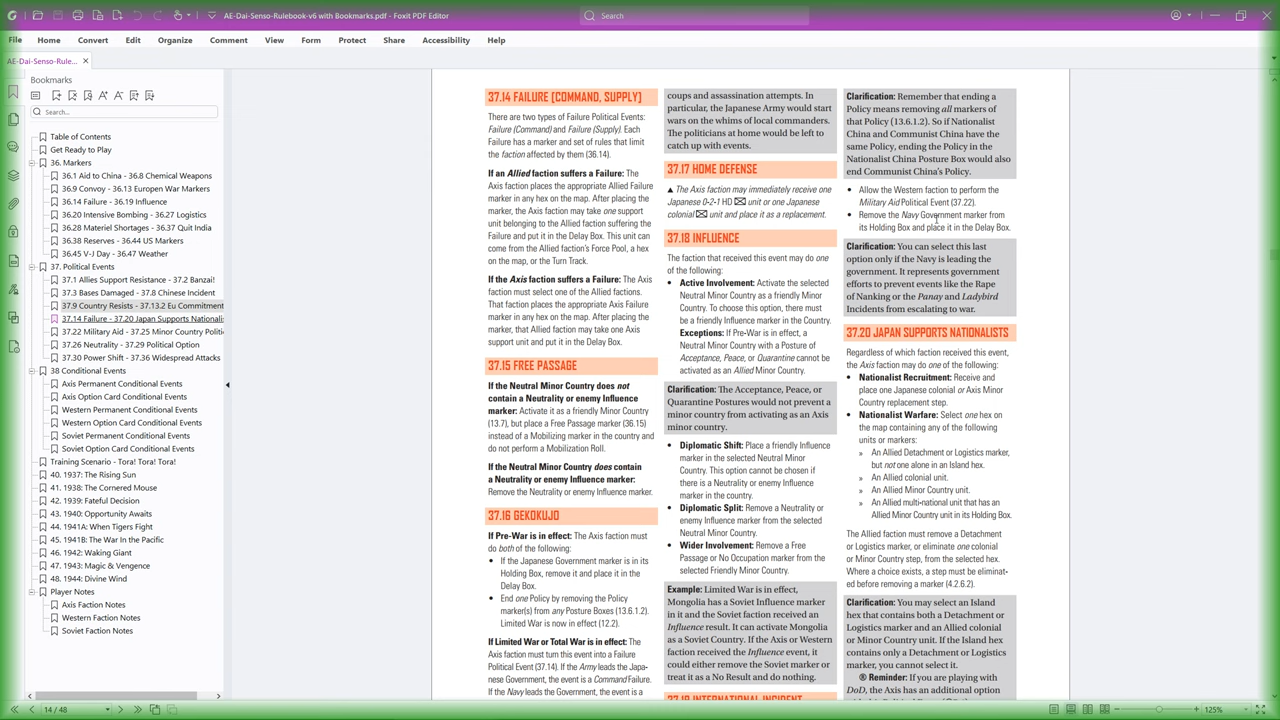 AE-Dai-Senso-Rulebook-v6 with Bookmarks.pdf - Foxit PDF Editor
Search
File
Home
Convert
Edit
Organize
Comment
View
Form
Protect
Share
Accessibility
Help
AE-Dai-Senso-Rule...
Bookmarks
Search...
Table of Contents
Get Ready to Play
36. Markers
36.1 Aid to China - 36.8 Chemical Weapons
36.9 Convoy - 36.13 Europen War Markers
36.14 Failure - 36.19 Influence
36.20 Intensive Bombing - 36.27 Logistics
36.28 Materiel Shortages - 36.37 Quit India
36.38 Reserves - 36.44 US Markers
36.45 V-J Day - 36.47 Weather
37. Political Events
37.1 Allies Support Resistance - 37.2 Banzai!
37.3 Bases Damaged - 37.8 Chinese Incident
37.9 Country Resists - 37.13.2 Eu Commitment
37.14 Failure - 37.20 Japan Supports Nationalis
37.22 Military Aid - 37.25 Minor Country Politi
37.26 Neutrality - 37.29 Political Option
37.30 Power Shift - 37.36 Widespread Attacks
38 Conditional Events
Axis Permanent Conditional Events
Axis Option Card Conditional Events
Western Permanent Conditional Events
Western Option Card Conditional Events
Soviet Permanent Conditional Events
Soviet Option Card Conditional Events
Training Scenario - Tora! Tora! Tora!
40. 1937: The Rising Sun
41. 1938: The Cornered Mouse
42. 1939: Fateful Decision
43. 1940: Opportunity Awaits
44. 1941A: When Tigers Fight
45. 1941B: The War In the Pacific
46. 1942: Waking Giant
47. 1943: Magic & Vengeance
48. 1944: Divine Wind
Player Notes
Axis Faction Notes
Western Faction Notes
Soviet Faction Notes
37.14 FAILURE [COMMAND, SUPPLY]
There are two types of Failure Political Events:
Failure (Command) and Failure (Supply). Each
Failure has a marker and set of rules that limit
the faction affected by them (36.14).
If an Allied faction suffers a Failure: The
Axis faction places the appropriate Allied Failure
marker in any hex on the map. After placing the
marker, the Axis faction may take one support
unit belonging to the Allied faction suffering the
Failure and put it in the Delay Box. This unit can
come from the Allied faction's Force Pool, a hex
on the map, or the Turn Track.
If the Axis faction suffers a Failure: The Axis
faction must select one of the Allied factions.
That faction places the appropriate Axis Failure
marker in any hex on the map. After placing the
marker, that Allied faction may take one Axis
support unit and put it in the Delay Box.
37.15 FREE PASSAGE
If the Neutral Minor Country does not
contain a Neutrality or enemy Influence
marker: Activate it as a friendly Minor Country
(13.7), but place a Free Passage marker (36.15)
instead of a Mobilizing marker in the country and
do not perform a Mobilization Roll.
If the Neutral Minor Country does contain
a Neutrality or enemy Influence marker:
Remove the Neutrality or enemy Influence marker.
37.16 GEKOKUJO
If Pre-War is in effect: The Axis faction must
do both of the following:
• If the Japanese Government marker is in its
Holding Box, remove it and place it in the
Delay Box.
• End one Policy by removing the Policy
marker(s) from any Posture Boxes (13.6.1.2).
Limited War is now in effect (12.2).
If Limited War or Total War is in effect: The
Axis faction must turn this event into a Failure
Political Event (37.14). If the Army leads the Japa-
nese Government, the event is a Command Failure.
If the Navy leads the Government, the event is a
coups and assassination attempts. In
particular, the Japanese Army would start
wars on the whims of local commanders.
The politicians at home would be left to
catch up with events.
37.17 HOME DEFENSE
▲ The Axis faction may immediately receive one
Japanese 0-2-1 HD unit or one Japanese
colonial unit and place it as a replacement.
37.18 INFLUENCE
The faction that received this event may do one
of the following:
• Active Involvement: Activate the selected
Neutral Minor Country as a friendly Minor
Country. To choose this option, there must
be a friendly Influence marker in the Country.
Exceptions: If Pre-War is in effect, a
Neutral Minor Country with a Posture of
Acceptance, Peace, or Quarantine cannot be
activated as an Allied Minor Country.
Clarification: The Acceptance, Peace, or
Quarantine Postures would not prevent a
minor country from activating as an Axis
minor country.
• Diplomatic Shift: Place a friendly Influence
marker in the selected Neutral Minor
Country. This option cannot be chosen if
there is a Neutrality or enemy Influence
marker in the country.
• Diplomatic Split: Remove a Neutrality or
enemy Influence marker from the selected
Neutral Minor Country.
• Wider Involvement: Remove a Free
Passage or No Occupation marker from the
selected Friendly Minor Country.
Example: Limited War is in effect,
Mongolia has a Soviet Influence marker
in it and the Soviet faction received an
Influence result. It can activate Mongolia
as a Soviet Country. If the Axis or Western
faction received the Influence event, it
could either remove the Soviet marker or
treat it as a No Result and do nothing.
37.19 INTERNATIONAL INCIDENT
Clarification: Remember that ending a
Policy means removing all markers of
that Policy (13.6.1.2). So if Nationalist
China and Communist China have the
same Policy, ending the Policy in the
Nationalist China Posture Box would also
end Communist China's Policy.
• Allow the Western faction to perform the
Military Aid Political Event (37.22).
• Remove the Navy Government marker from
its Holding Box and place it in the Delay Box.
Clarification: You can select this last
option only if the Navy is leading the
government. It represents government
efforts to prevent events like the Rape
of Nanking or the Panay and Ladybird
Incidents from escalating to war.
37.20 JAPAN SUPPORTS NATIONALISTS
Regardless of which faction received this event,
the Axis faction may do one of the following:
• Nationalist Recruitment: Receive and
place one Japanese colonial or Axis Minor
Country replacement step.
• Nationalist Warfare: Select one hex on
the map containing any of the following
units or markers:
» An Allied Detachment or Logistics marker,
but not one alone in an Island hex.
» An Allied colonial unit.
» An Allied Minor Country unit.
» An Allied multi-national unit that has an
Allied Minor Country unit in its Holding Box.
The Allied faction must remove a Detachment
or Logistics marker, or eliminate one colonial
or Minor Country step, from the selected hex.
Where a choice exists, a step must be eliminat-
ed before removing a marker (4.2.6.2).
Clarification: You may select an Island
hex that contains both a Detachment or
Logistics marker and an Allied colonial
or Minor Country unit. If the Island hex
contains only a Detachment or Logistics
marker, you cannot select it.
® Reminder: If you are playing with
DoD, the Axis has an additional option
14 / 48
125%